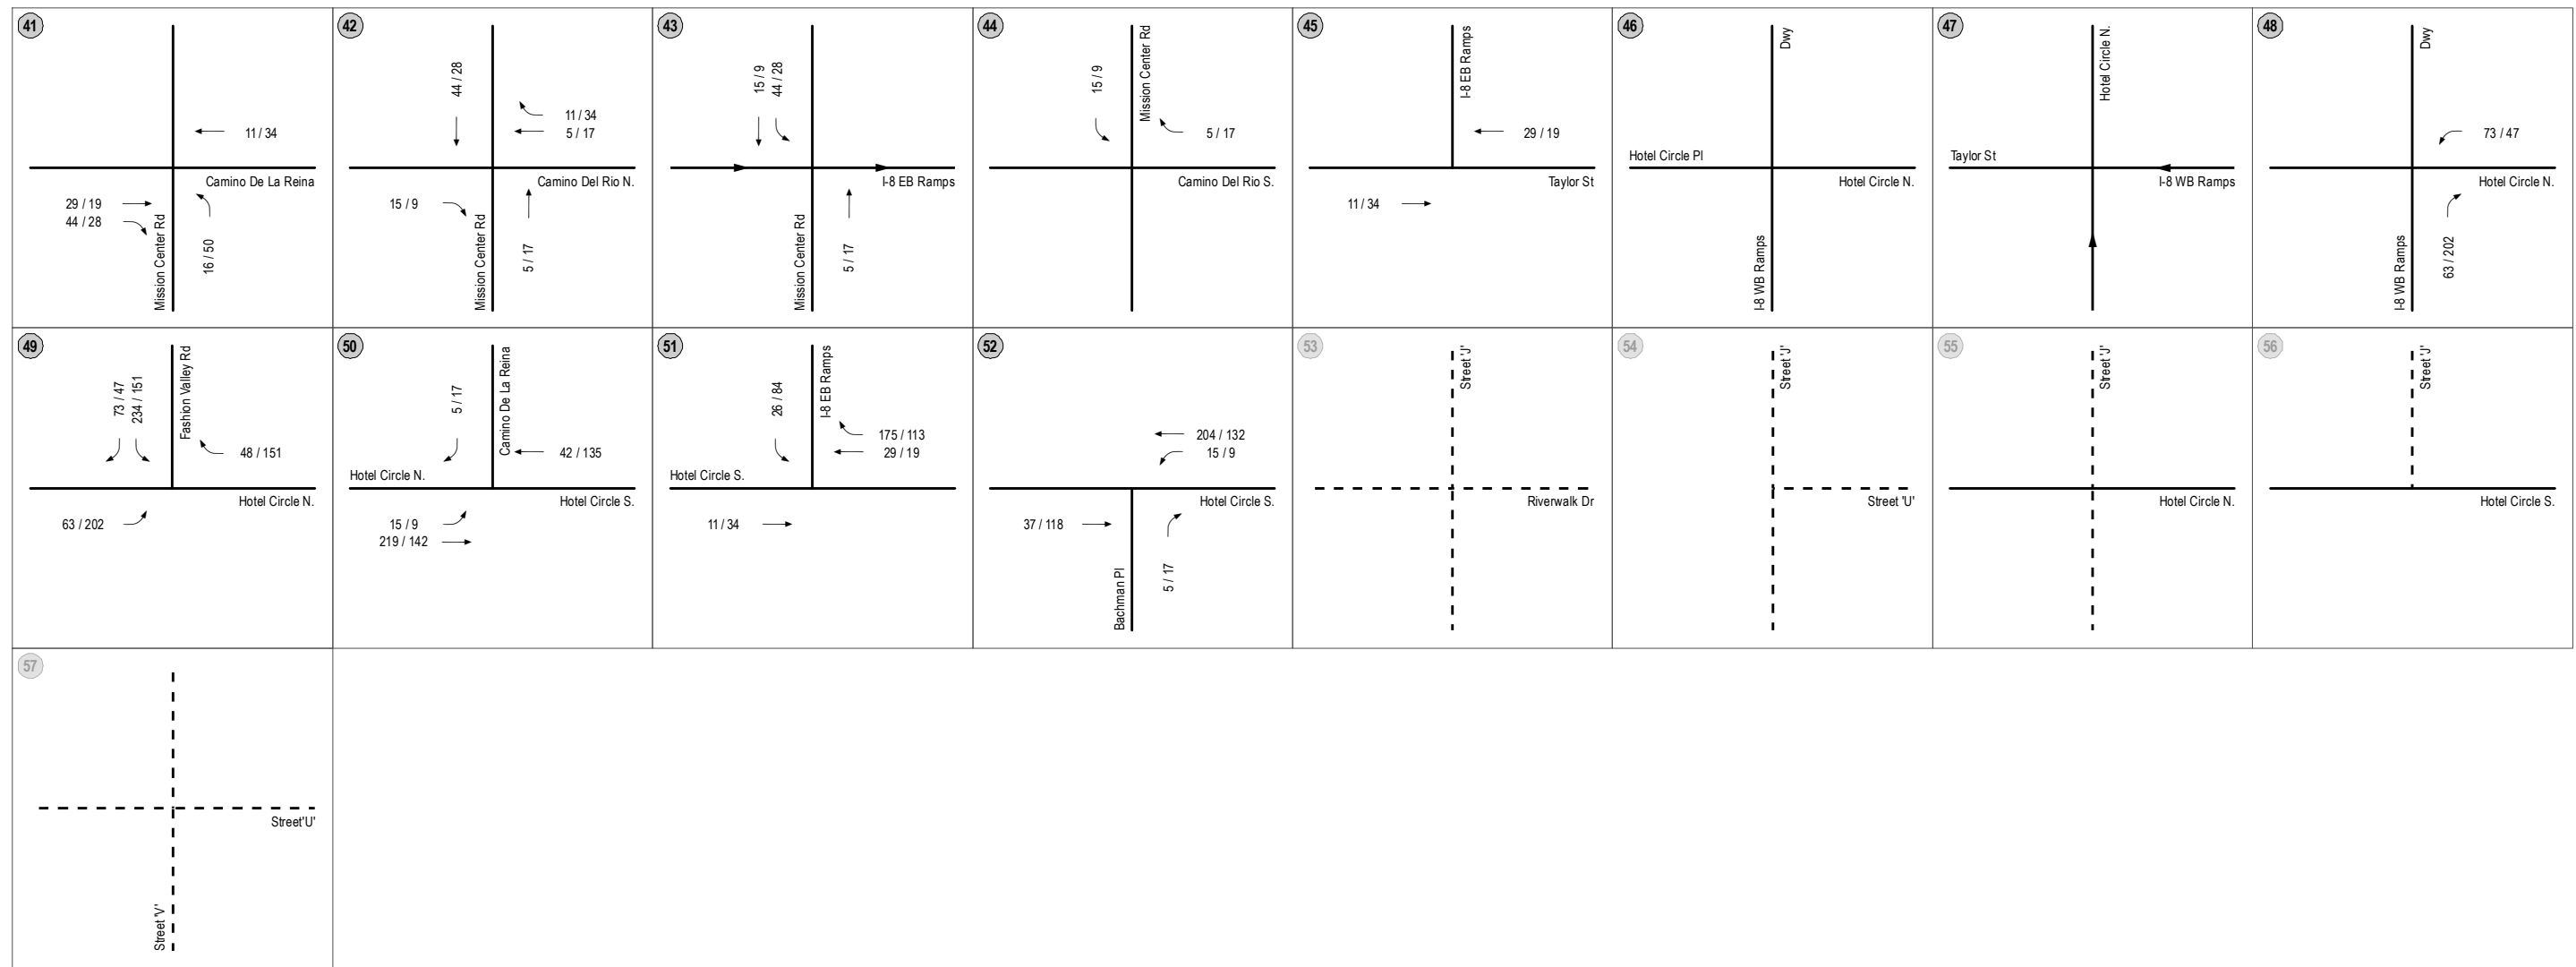 41
11 / 34
Camino De La Reina
29 / 19
44 / 28
16 / 50
Mission Center Rd
42
44 / 28
11 / 34
5 / 17
Camino Del Rio N.
15 / 9
5 / 17
Mission Center Rd
43
15 / 9
44 / 28
I-8 EB Ramps
5 / 17
Mission Center Rd
44
15 / 9
Mission Center Rd
5 / 17
Camino Del Rio S.
45
I-8 EB Ramps
29 / 19
Taylor St
11 / 34
46
Dwy
Hotel Circle Pl
Hotel Circle N.
I-8 WB Ramps
47
Hotel Circle N.
Taylor St
I-8 WB Ramps
48
Dwy
73 / 47
Hotel Circle N.
63 / 202
I-8 WB Ramps
49
73 / 47
234 / 151
Fashion Valley Rd
48 / 151
Hotel Circle N.
63 / 202
50
5 / 17
Camino De La Reina
42 / 135
Hotel Circle N.
Hotel Circle S.
15 / 9
219 / 142
51
26 / 84
I-8 EB Ramps
175 / 113
29 / 19
Hotel Circle S.
11 / 34
52
204 / 132
15 / 9
Hotel Circle S.
37 / 118
5 / 17
Bachman Pl
53
Street 'J'
Riverwalk Dr
54
Street 'J'
Street 'U'
55
Street 'J'
Hotel Circle N.
56
Street 'J'
Hotel Circle S.
57
Street'U'
Street 'V'